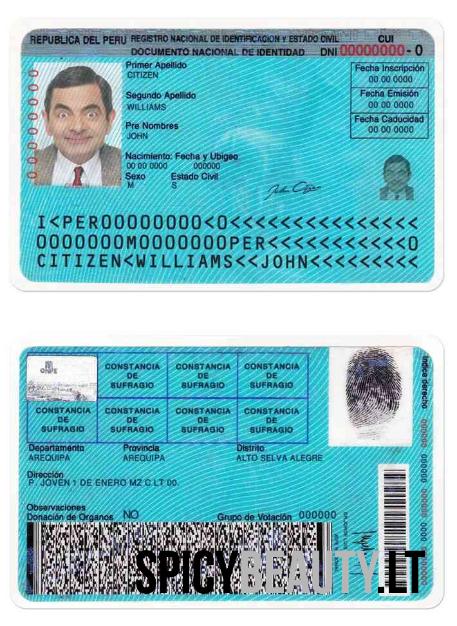 REPUBLICA DEL PERU REGISTRO NACIONAL DE IDENTIFICACION Y ESTADO CIVIL CUI
DOCUMENTO NACIONAL DE IDENTIDAD DNI 00000000 - 0
Primer Apellido
CITIZEN
Segundo Apellido
WILLIAMS
Pre Nombres
JOHN
Nacimiento: Fecha y Ubigeo
00 00 0000 000000
Sexo Estado Civil
M S
Fecha Inscripción
00 00 0000
Fecha Emisión
00 00 0000
Fecha Caducidad
00 00 0000
00000000
I<PER00000000<0<<<<<<<<<<<<<<<
0000000M0000000PER<<<<<<<<<<<0
CITIZEN<WILLIAMS<<JOHN<<<<<<<<
ONPE
CONSTANCIA DE SUFRAGIO
CONSTANCIA DE SUFRAGIO
CONSTANCIA DE SUFRAGIO
CONSTANCIA DE SUFRAGIO
CONSTANCIA DE SUFRAGIO
CONSTANCIA DE SUFRAGIO
CONSTANCIA DE SUFRAGIO
Indice derecho
Departamento Provincia Distrito
AREQUIPA AREQUIPA ALTO SELVA ALEGRE
Dirección
P. JOVEN 1 DE ENERO MZ C LT 00.
Observaciones
Donación de Organos NO Grupo de Votación 000000
SPICYBEAUTY.LT